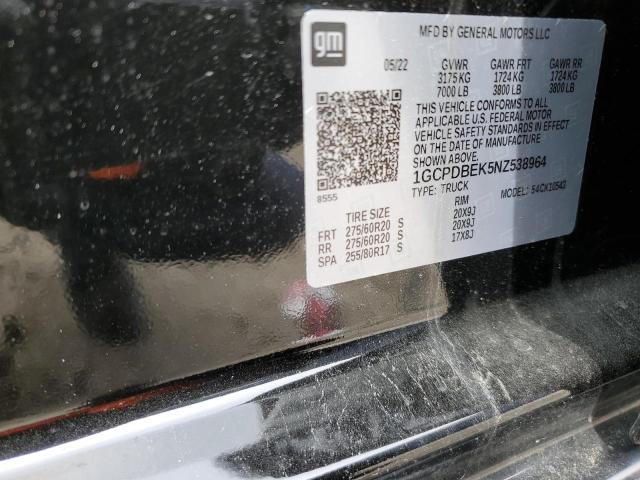 gm
MFD BY GENERAL MOTORS LLC
05/22 GVWR GAWR FRT GAWR RR
3175 KG 1724 KG 1724 KG
7000 LB 3800 LB 3800 LB
THIS VEHICLE CONFORMS TO ALL
APPLICABLE U.S. FEDERAL MOTOR
VEHICLE SAFETY STANDARDS IN EFFECT
ON THE DATE OF MANUFACTURE
SHOWN ABOVE.
1GCPDBEK5NZ538964
8555
TYPE: TRUCK MODEL: 54CK10543
TIRE SIZE RIM
FRT 275/60R20 S 20X9J
RR 275/60R20 S 20X9J
SPA 255/80R17 S 17X8J